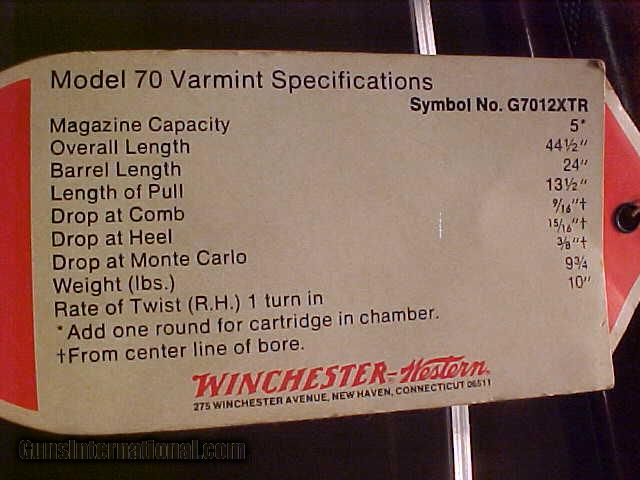 Model 70 Varmint Specifications
Symbol No. G7012XTR
Magazine Capacity 5*
Overall Length 44½"
Barrel Length 24"
Length of Pull 13½"
Drop at Comb 9/16"†
Drop at Heel 15/16"†
Drop at Monte Carlo 3/8"†
Weight (lbs.) 9¾
Rate of Twist (R.H.) 1 turn in 10"
*Add one round for cartridge in chamber.
†From center line of bore.
WINCHESTER-Western
275 WINCHESTER AVENUE, NEW HAVEN, CONNECTICUT 06511
GunsInternational.com